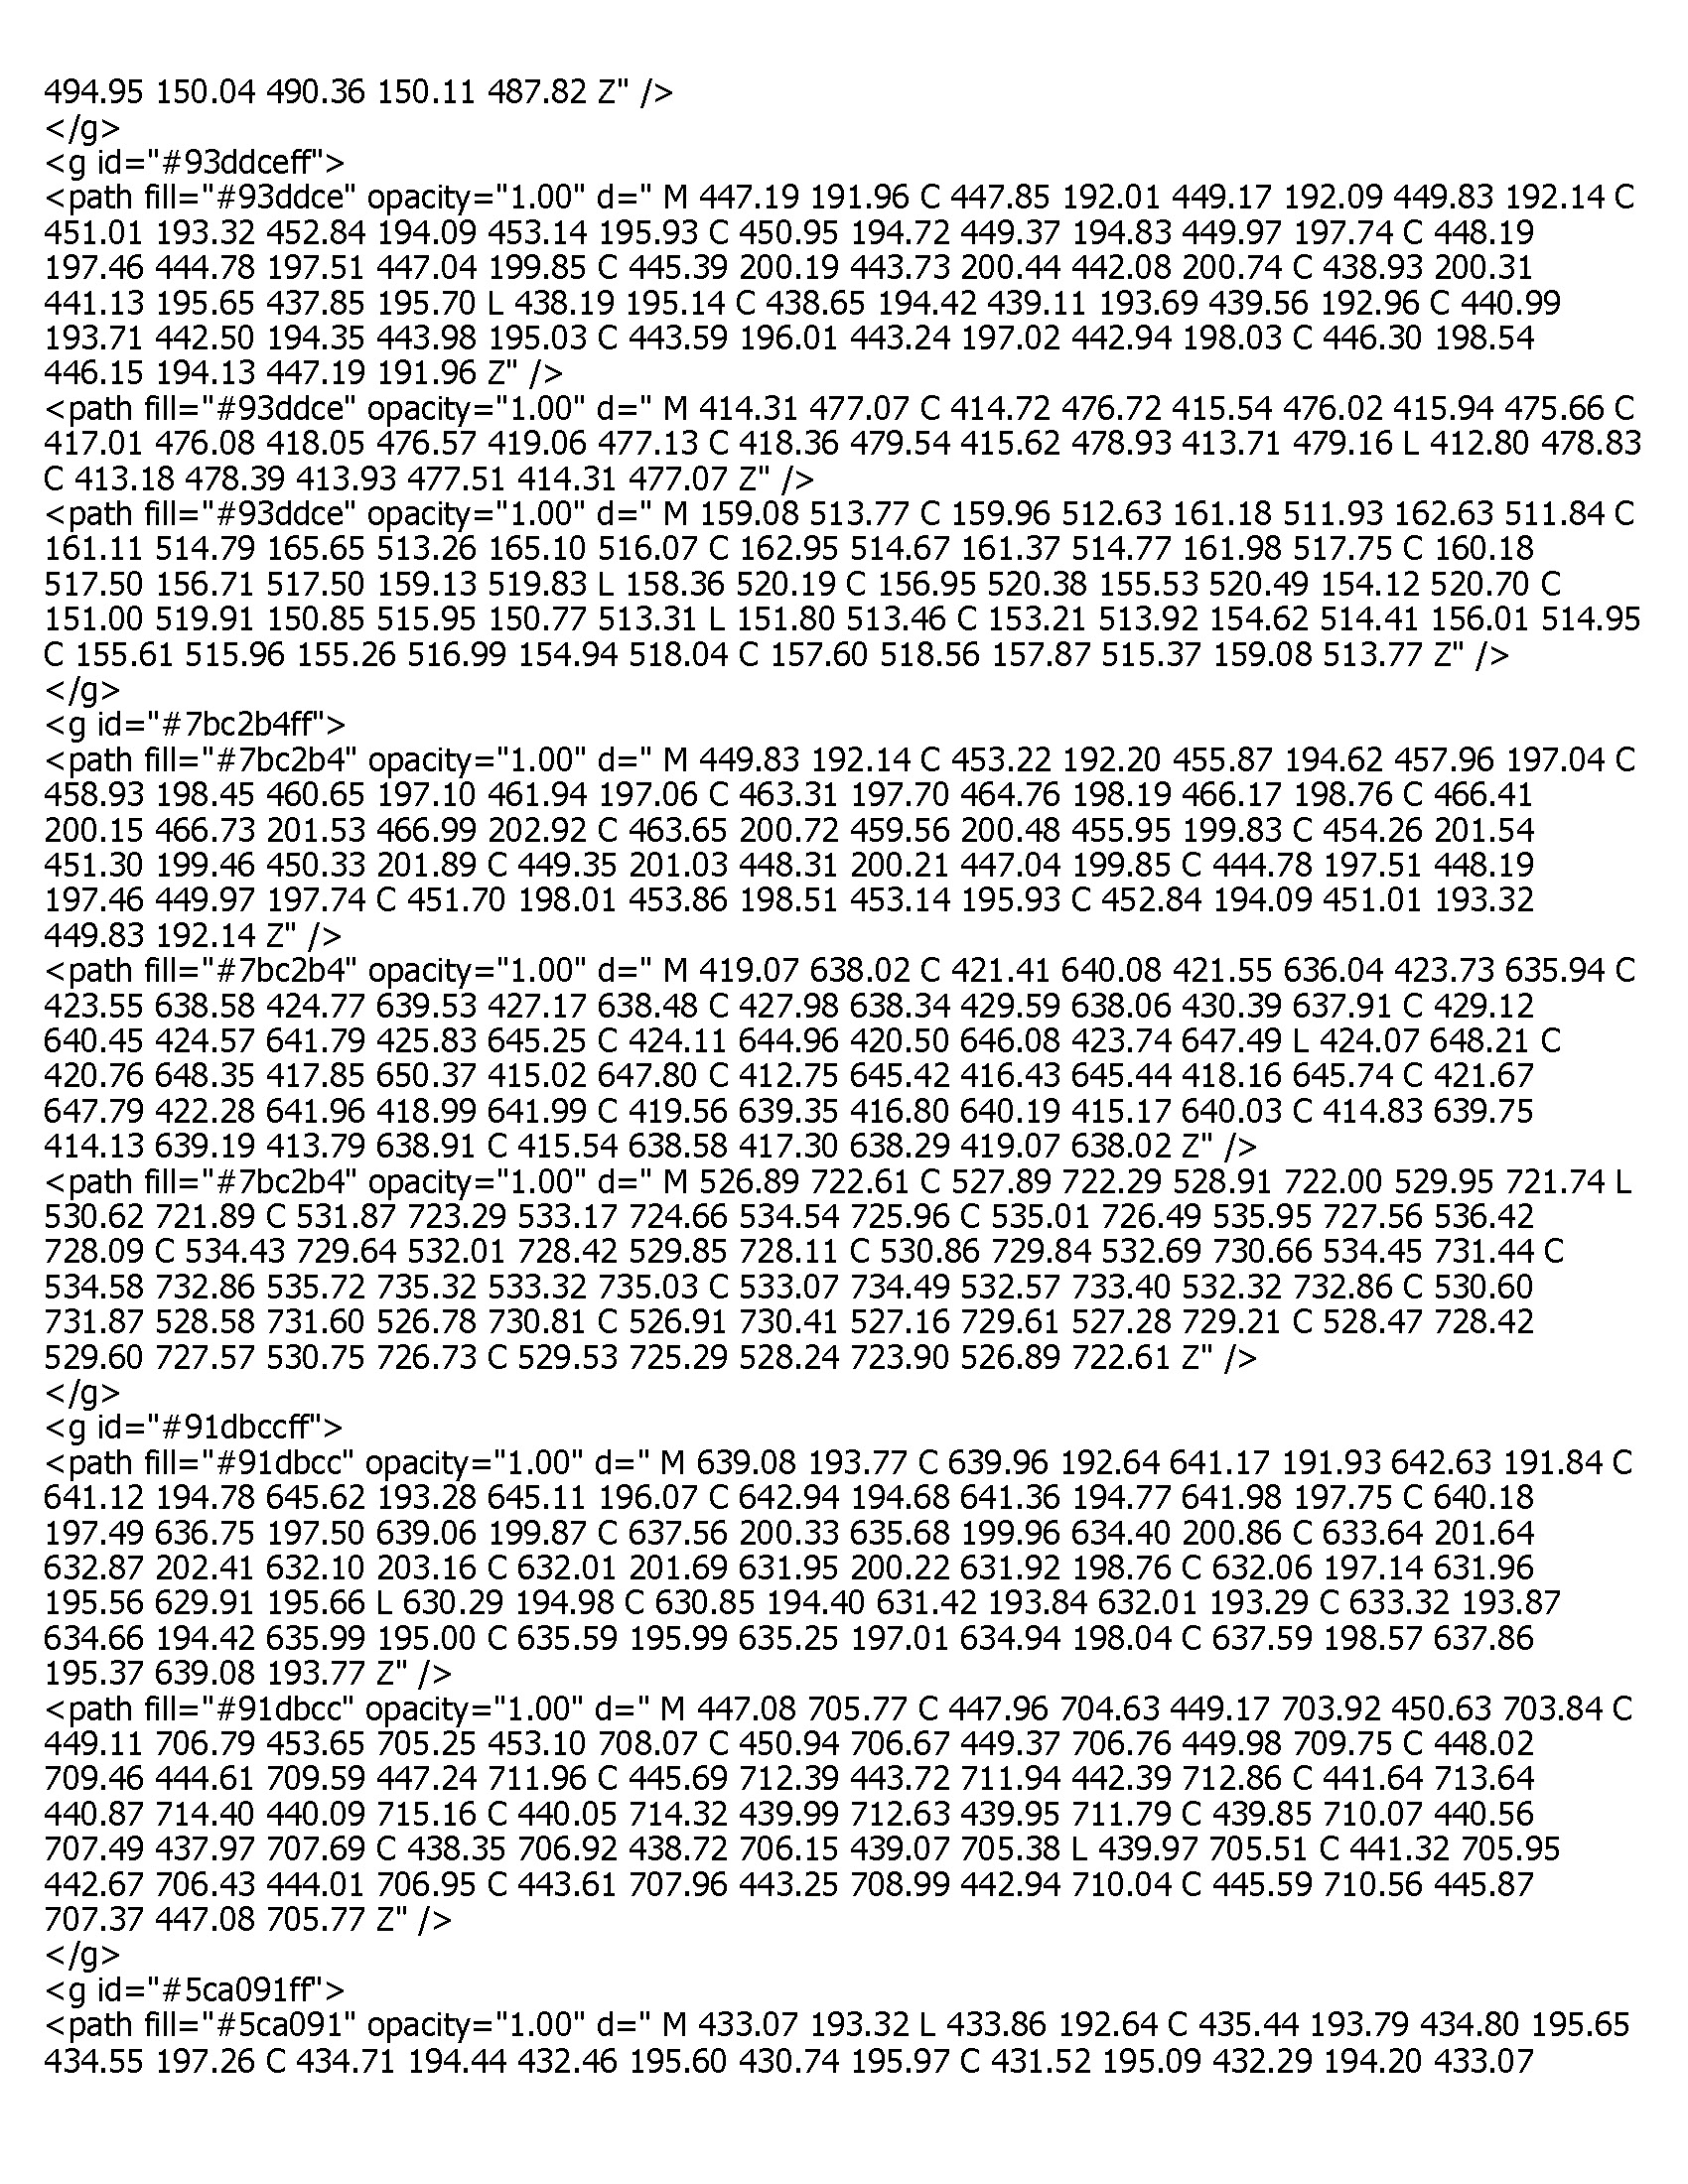 494.95 150.04 490.36 150.11 487.82 Z" />
</g>
<g id="#93ddceff">
<path fill="#93ddce" opacity="1.00" d=" M 447.19 191.96 C 447.85 192.01 449.17 192.09 449.83 192.14 C
451.01 193.32 452.84 194.09 453.14 195.93 C 450.95 194.72 449.37 194.83 449.97 197.74 C 448.19
197.46 444.78 197.51 447.04 199.85 C 445.39 200.19 443.73 200.44 442.08 200.74 C 438.93 200.31
441.13 195.65 437.85 195.70 L 438.19 195.14 C 438.65 194.42 439.11 193.69 439.56 192.96 C 440.99
193.71 442.50 194.35 443.98 195.03 C 443.59 196.01 443.24 197.02 442.94 198.03 C 446.30 198.54
446.15 194.13 447.19 191.96 Z" />
<path fill="#93ddce" opacity="1.00" d=" M 414.31 477.07 C 414.72 476.72 415.54 476.02 415.94 475.66 C
417.01 476.08 418.05 476.57 419.06 477.13 C 418.36 479.54 415.62 478.93 413.71 479.16 L 412.80 478.83
C 413.18 478.39 413.93 477.51 414.31 477.07 Z" />
<path fill="#93ddce" opacity="1.00" d=" M 159.08 513.77 C 159.96 512.63 161.18 511.93 162.63 511.84 C
161.11 514.79 165.65 513.26 165.10 516.07 C 162.95 514.67 161.37 514.77 161.98 517.75 C 160.18
517.50 156.71 517.50 159.13 519.83 L 158.36 520.19 C 156.95 520.38 155.53 520.49 154.12 520.70 C
151.00 519.91 150.85 515.95 150.77 513.31 L 151.80 513.46 C 153.21 513.92 154.62 514.41 156.01 514.95
C 155.61 515.96 155.26 516.99 154.94 518.04 C 157.60 518.56 157.87 515.37 159.08 513.77 Z" />
</g>
<g id="#7bc2b4ff">
<path fill="#7bc2b4" opacity="1.00" d=" M 449.83 192.14 C 453.22 192.20 455.87 194.62 457.96 197.04 C
458.93 198.45 460.65 197.10 461.94 197.06 C 463.31 197.70 464.76 198.19 466.17 198.76 C 466.41
200.15 466.73 201.53 466.99 202.92 C 463.65 200.72 459.56 200.48 455.95 199.83 C 454.26 201.54
451.30 199.46 450.33 201.89 C 449.35 201.03 448.31 200.21 447.04 199.85 C 444.78 197.51 448.19
197.46 449.97 197.74 C 451.70 198.01 453.86 198.51 453.14 195.93 C 452.84 194.09 451.01 193.32
449.83 192.14 Z" />
<path fill="#7bc2b4" opacity="1.00" d=" M 419.07 638.02 C 421.41 640.08 421.55 636.04 423.73 635.94 C
423.55 638.58 424.77 639.53 427.17 638.48 C 427.98 638.34 429.59 638.06 430.39 637.91 C 429.12
640.45 424.57 641.79 425.83 645.25 C 424.11 644.96 420.50 646.08 423.74 647.49 L 424.07 648.21 C
420.76 648.35 417.85 650.37 415.02 647.80 C 412.75 645.42 416.43 645.44 418.16 645.74 C 421.67
647.79 422.28 641.96 418.99 641.99 C 419.56 639.35 416.80 640.19 415.17 640.03 C 414.83 639.75
414.13 639.19 413.79 638.91 C 415.54 638.58 417.30 638.29 419.07 638.02 Z" />
<path fill="#7bc2b4" opacity="1.00" d=" M 526.89 722.61 C 527.89 722.29 528.91 722.00 529.95 721.74 L
530.62 721.89 C 531.87 723.29 533.17 724.66 534.54 725.96 C 535.01 726.49 535.95 727.56 536.42
728.09 C 534.43 729.64 532.01 728.42 529.85 728.11 C 530.86 729.84 532.69 730.66 534.45 731.44 C
534.58 732.86 535.72 735.32 533.32 735.03 C 533.07 734.49 532.57 733.40 532.32 732.86 C 530.60
731.87 528.58 731.60 526.78 730.81 C 526.91 730.41 527.16 729.61 527.28 729.21 C 528.47 728.42
529.60 727.57 530.75 726.73 C 529.53 725.29 528.24 723.90 526.89 722.61 Z" />
</g>
<g id="#91dbccff">
<path fill="#91dbcc" opacity="1.00" d=" M 639.08 193.77 C 639.96 192.64 641.17 191.93 642.63 191.84 C
641.12 194.78 645.62 193.28 645.11 196.07 C 642.94 194.68 641.36 194.77 641.98 197.75 C 640.18
197.49 636.75 197.50 639.06 199.87 C 637.56 200.33 635.68 199.96 634.40 200.86 C 633.64 201.64
632.87 202.41 632.10 203.16 C 632.01 201.69 631.95 200.22 631.92 198.76 C 632.06 197.14 631.96
195.56 629.91 195.66 L 630.29 194.98 C 630.85 194.40 631.42 193.84 632.01 193.29 C 633.32 193.87
634.66 194.42 635.99 195.00 C 635.59 195.99 635.25 197.01 634.94 198.04 C 637.59 198.57 637.86
195.37 639.08 193.77 Z" />
<path fill="#91dbcc" opacity="1.00" d=" M 447.08 705.77 C 447.96 704.63 449.17 703.92 450.63 703.84 C
449.11 706.79 453.65 705.25 453.10 708.07 C 450.94 706.67 449.37 706.76 449.98 709.75 C 448.02
709.46 444.61 709.59 447.24 711.96 C 445.69 712.39 443.72 711.94 442.39 712.86 C 441.64 713.64
440.87 714.40 440.09 715.16 C 440.05 714.32 439.99 712.63 439.95 711.79 C 439.85 710.07 440.56
707.49 437.97 707.69 C 438.35 706.92 438.72 706.15 439.07 705.38 L 439.97 705.51 C 441.32 705.95
442.67 706.43 444.01 706.95 C 443.61 707.96 443.25 708.99 442.94 710.04 C 445.59 710.56 445.87
707.37 447.08 705.77 Z" />
</g>
<g id="#5ca091ff">
<path fill="#5ca091" opacity="1.00" d=" M 433.07 193.32 L 433.86 192.64 C 435.44 193.79 434.80 195.65
434.55 197.26 C 434.71 194.44 432.46 195.60 430.74 195.97 C 431.52 195.09 432.29 194.20 433.07